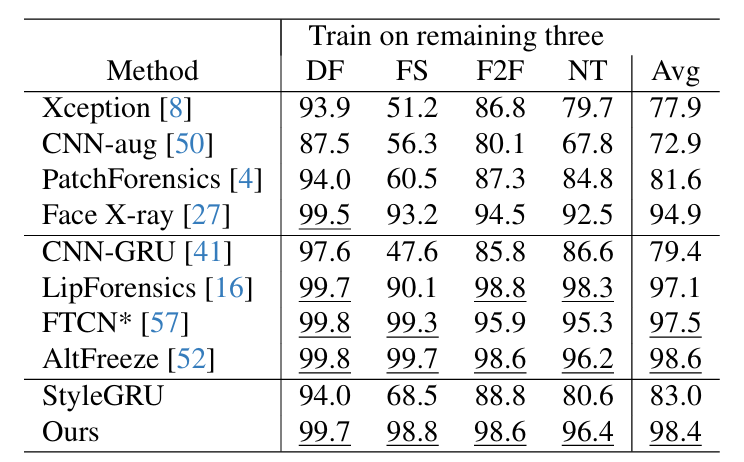 Train on remaining three
Method DF FS F2F NT Avg
Xception [8] 93.9 51.2 86.8 79.7 77.9
CNN-aug [50] 87.5 56.3 80.1 67.8 72.9
PatchForensics [4] 94.0 60.5 87.3 84.8 81.6
Face X-ray [27] 99.5 93.2 94.5 92.5 94.9
CNN-GRU [41] 97.6 47.6 85.8 86.6 79.4
LipForensics [16] 99.7 90.1 98.8 98.3 97.1
FTCN* [57] 99.8 99.3 95.9 95.3 97.5
AltFreeze [52] 99.8 99.7 98.6 96.2 98.6
StyleGRU 94.0 68.5 88.8 80.6 83.0
Ours 99.7 98.8 98.6 96.4 98.4